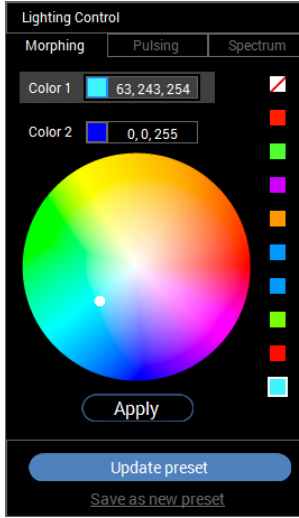 Lighting Control
Morphing Pulsing Spectrum
Color 1 63, 243, 254
Color 2 0, 0, 255
Apply
Update preset
Save as new preset